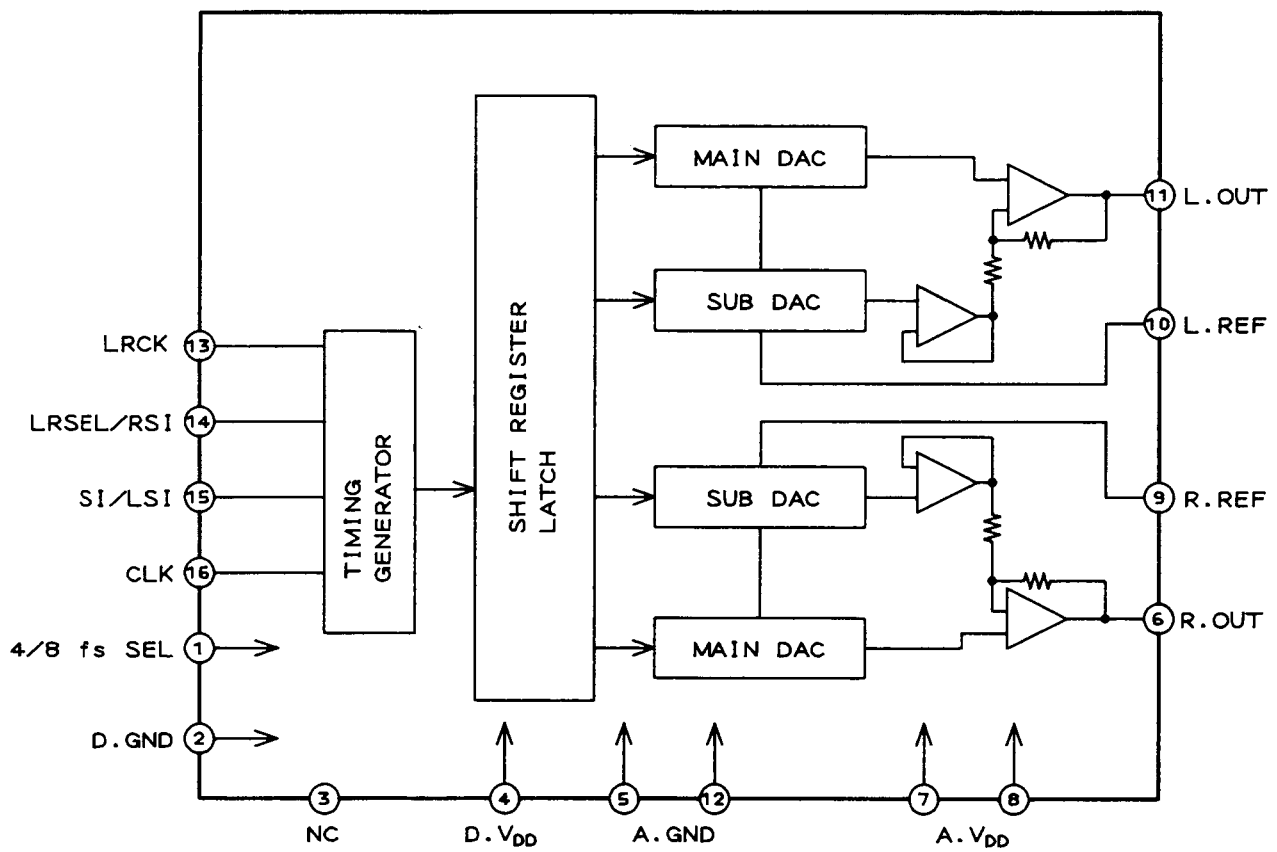 MAIN DAC
11 L.OUT
SUB DAC
10 L.REF
LRCK 13
LRSEL/RSI 14
SI/LSI 15
CLK 16
4/8 fs SEL 1
D.GND 2
TIMING
GENERATOR
SHIFT REGISTER
LATCH
SUB DAC
9 R.REF
MAIN DAC
6 R.OUT
3 4 5 12 7 8
NC D.VDD A.GND A.VDD